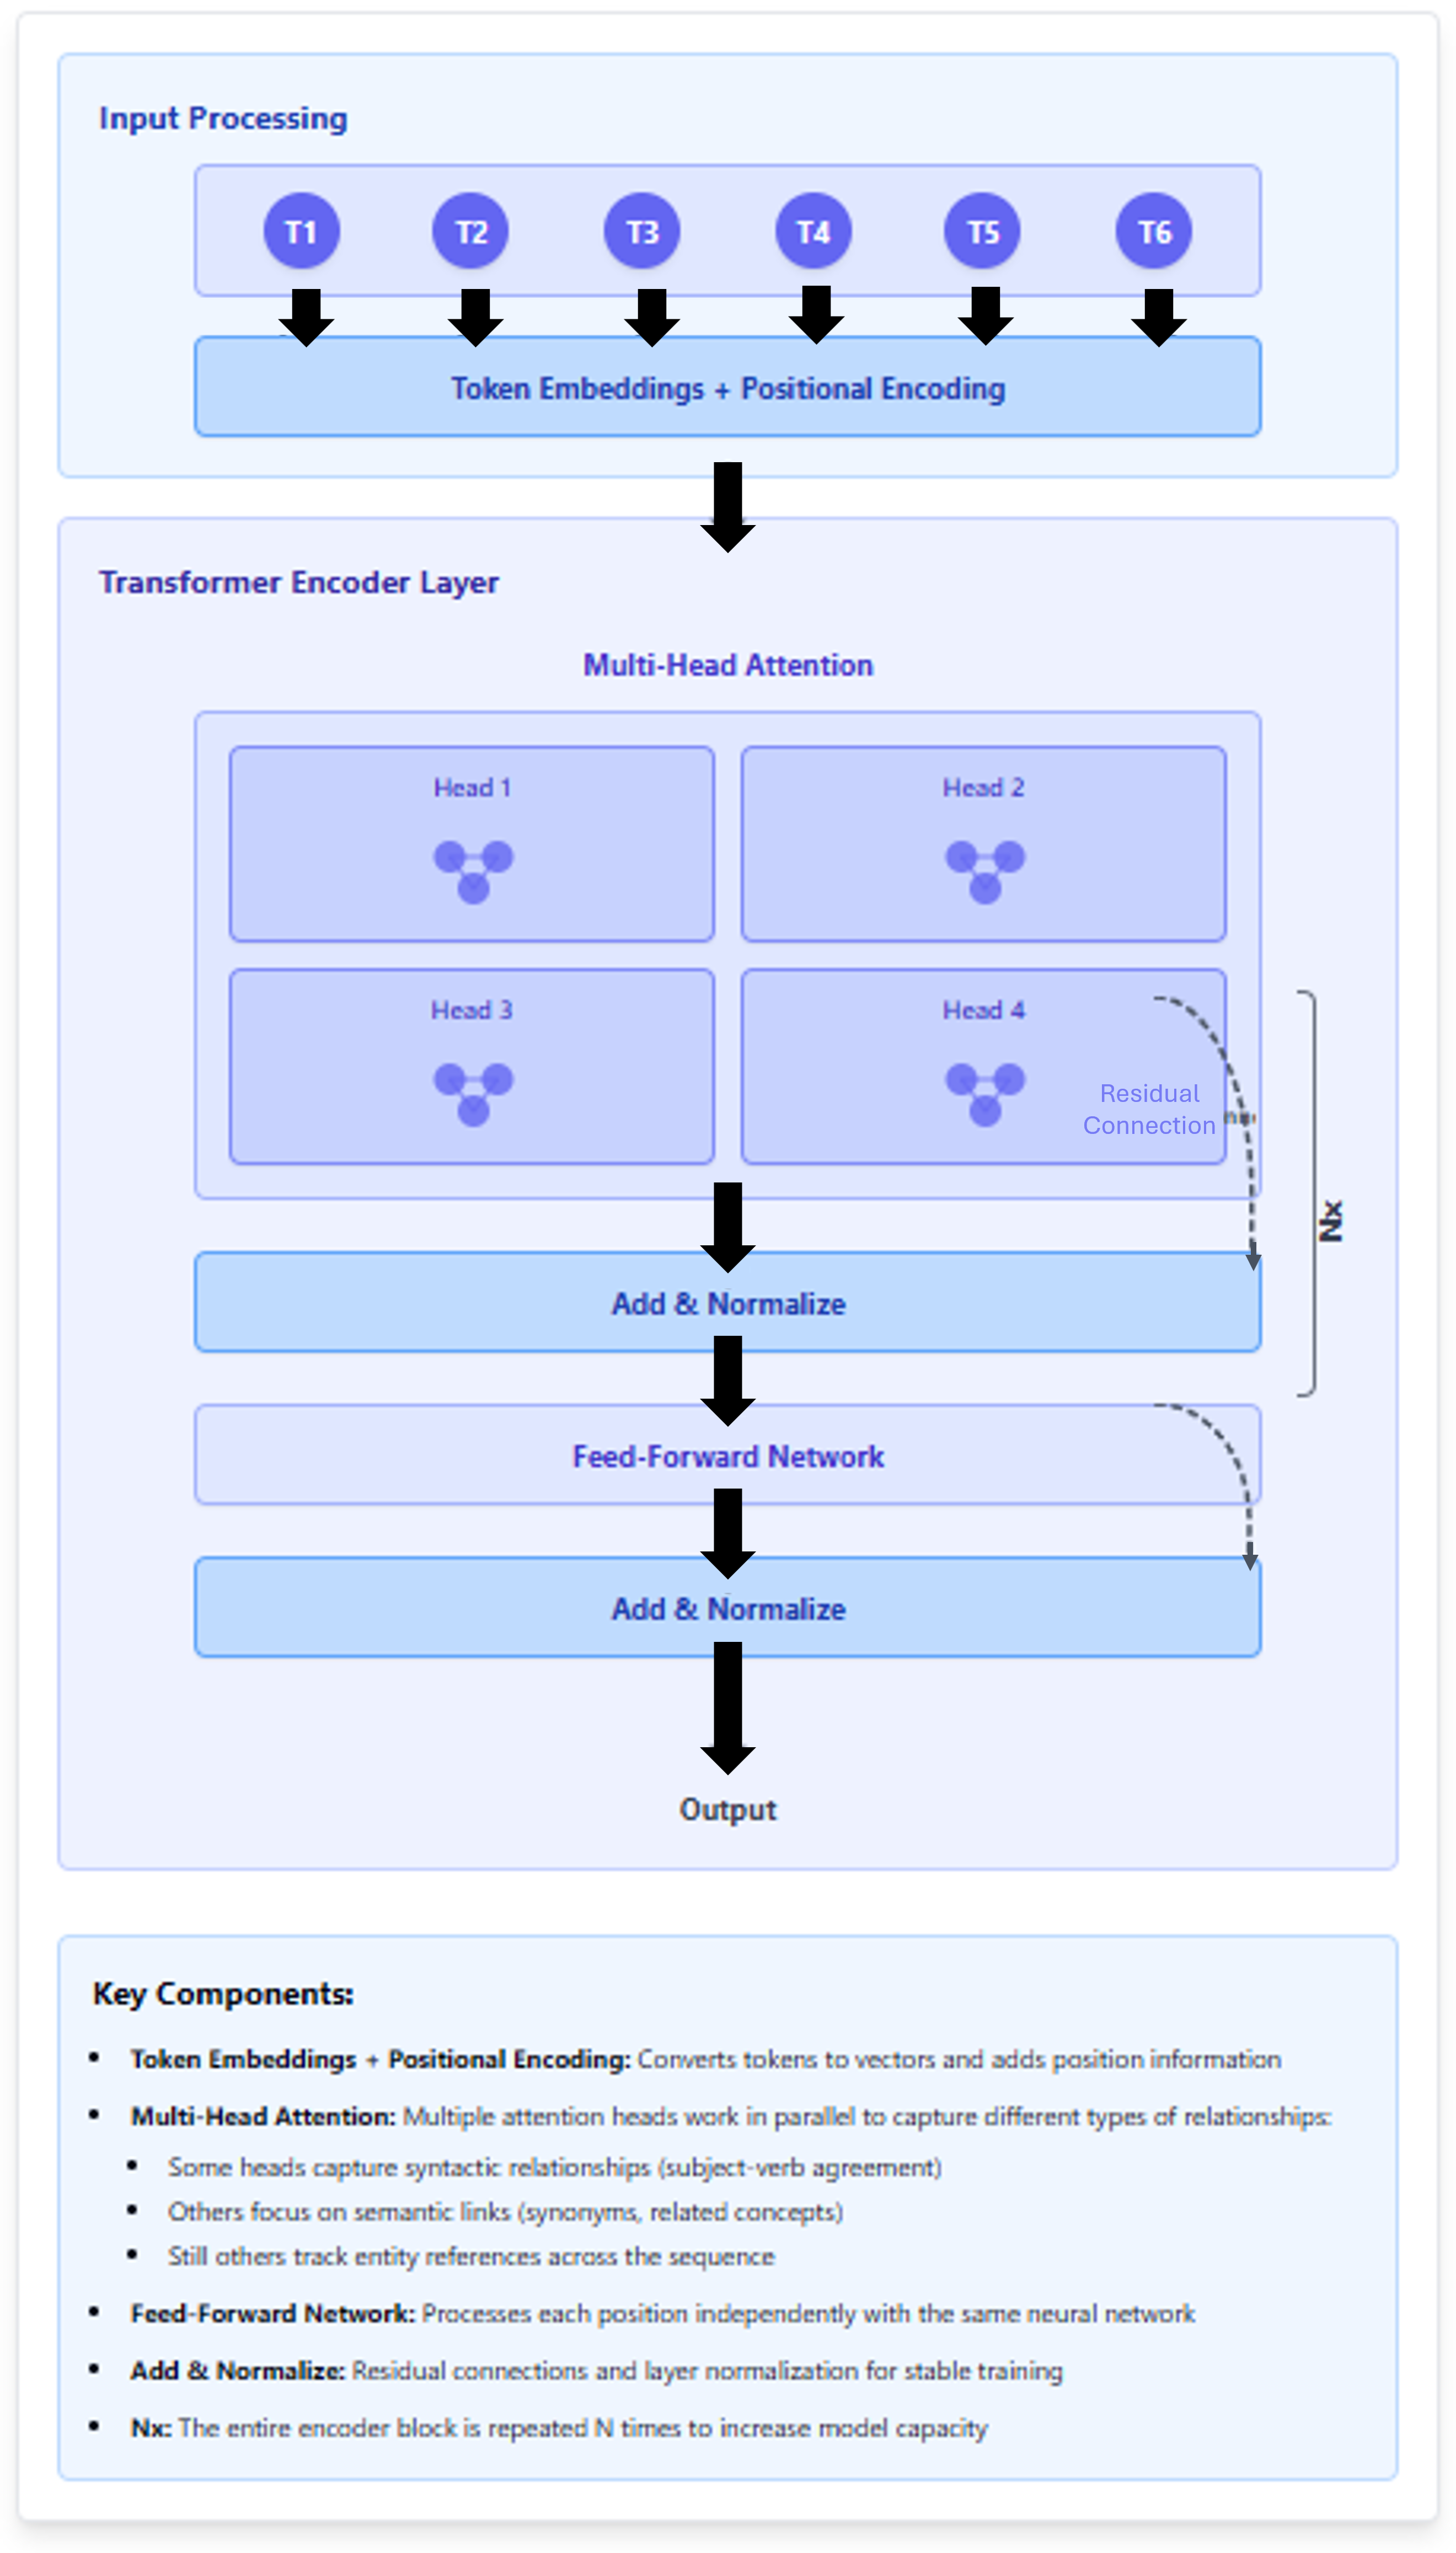 Input Processing
T1 T2 T3 T4 T5 T6
Token Embeddings + Positional Encoding
Transformer Encoder Layer
Multi-Head Attention
Head 1
Head 2
Head 3
Head 4
Residual
Connection
Nx
Add & Normalize
Feed-Forward Network
Add & Normalize
Output
Key Components:
Token Embeddings + Positional Encoding: Converts tokens to vectors and adds position information
Multi-Head Attention: Multiple attention heads work in parallel to capture different types of relationships:
Some heads capture syntactic relationships (subject-verb agreement)
Others focus on semantic links (synonyms, related concepts)
Still others track entity references across the sequence
Feed-Forward Network: Processes each position independently with the same neural network
Add & Normalize: Residual connections and layer normalization for stable training
Nx: The entire encoder block is repeated N times to increase model capacity